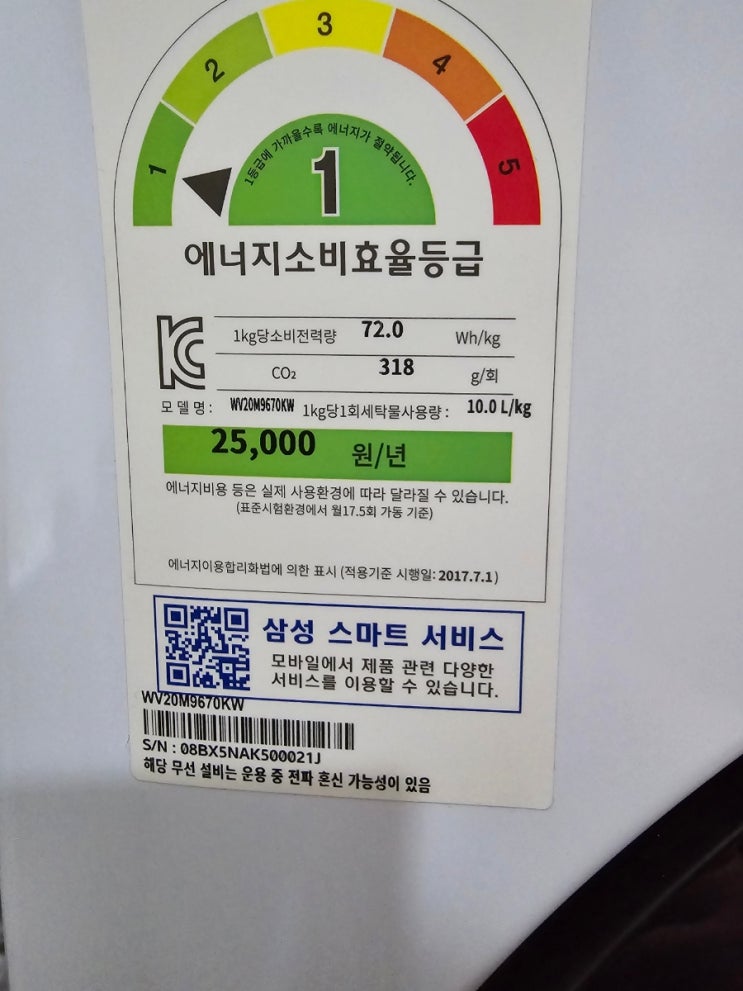 1
2
3
4
5
1등급에 가까울수록 에너지가 절약됩니다.
1
에너지소비효율등급
1kg당소비전력량 72.0 Wh/kg
CO₂ 318 g/회
모델명: WV20M9670KW 1kg당1회세탁물사용량: 10.0 L/kg
25,000 원/년
에너지비용 등은 실제 사용환경에 따라 달라질 수 있습니다.
(표준시험환경에서 월17.5회 가동 기준)
에너지이용합리화법에 의한 표시 (적용기준 시행일: 2017.7.1)
삼성 스마트 서비스
모바일에서 제품 관련 다양한
서비스를 이용할 수 있습니다.
WV20M9670KW
S/N : 08BX5NAK500021J
해당 무선 설비는 운용 중 전파 혼신 가능성이 있음